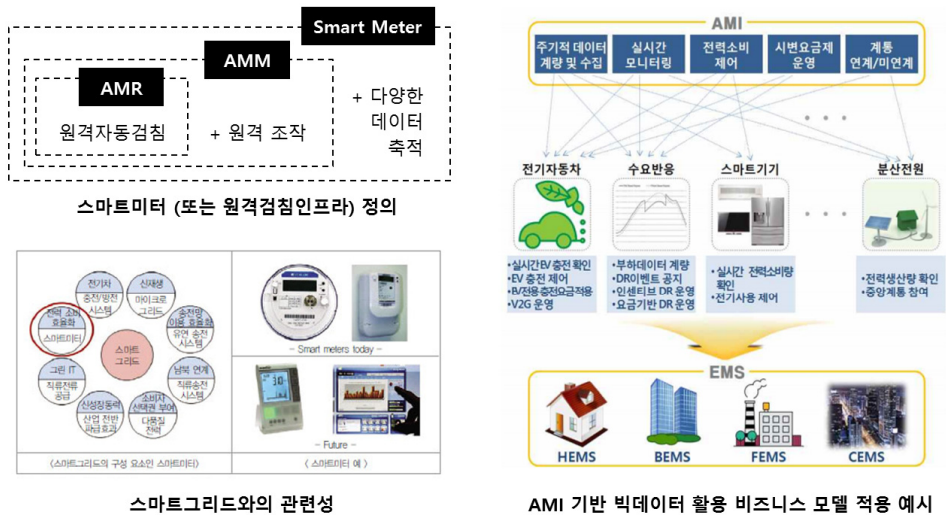 Smart Meter
AMM
AMR
원격자동검침
+ 원격 조작
+ 다양한
데이터
축적
스마트미터 (또는 원격검침인프라) 정의
전기차
충전/방전
시스템
신재생
마이크로
그리드
전력 소비
효율화
스마트미터
송전망
이용 효율화
유연 송전
시스템
스마트
그리드
그린 IT
직류전류
공급
남북 연계
직류송전
시스템
신성장동력
산업 전반
파급효과
소비자
선택권 부여
다품질
전력
- Smart meters today -
- Future -
<스마트그리드의 구성 요소인 스마트미터>
< 스마트미터 예 >
스마트그리드와의 관련성
AMI
주기적 데이터
계량 및 수집
실시간
모니터링
전력소비
제어
시변요금제
운영
계통
연계/미연계
• • •
전기자동차
수요반응
스마트기기
분산전원
• • •
•실시간 EV 충전 확인
•EV 충전 제어
•EV전용 충전요금적용
•V2G 운영
•부하데이터 계량
•DR이벤트 공지
•인센티브 DR 운영
•요금기반 DR 운영
•실시간 전력소비량
확인
•전기사용 제어
•전력생산량 확인
•중앙계통 참여
EMS
HEMS
BEMS
FEMS
CEMS
AMI 기반 빅데이터 활용 비즈니스 모델 적용 예시